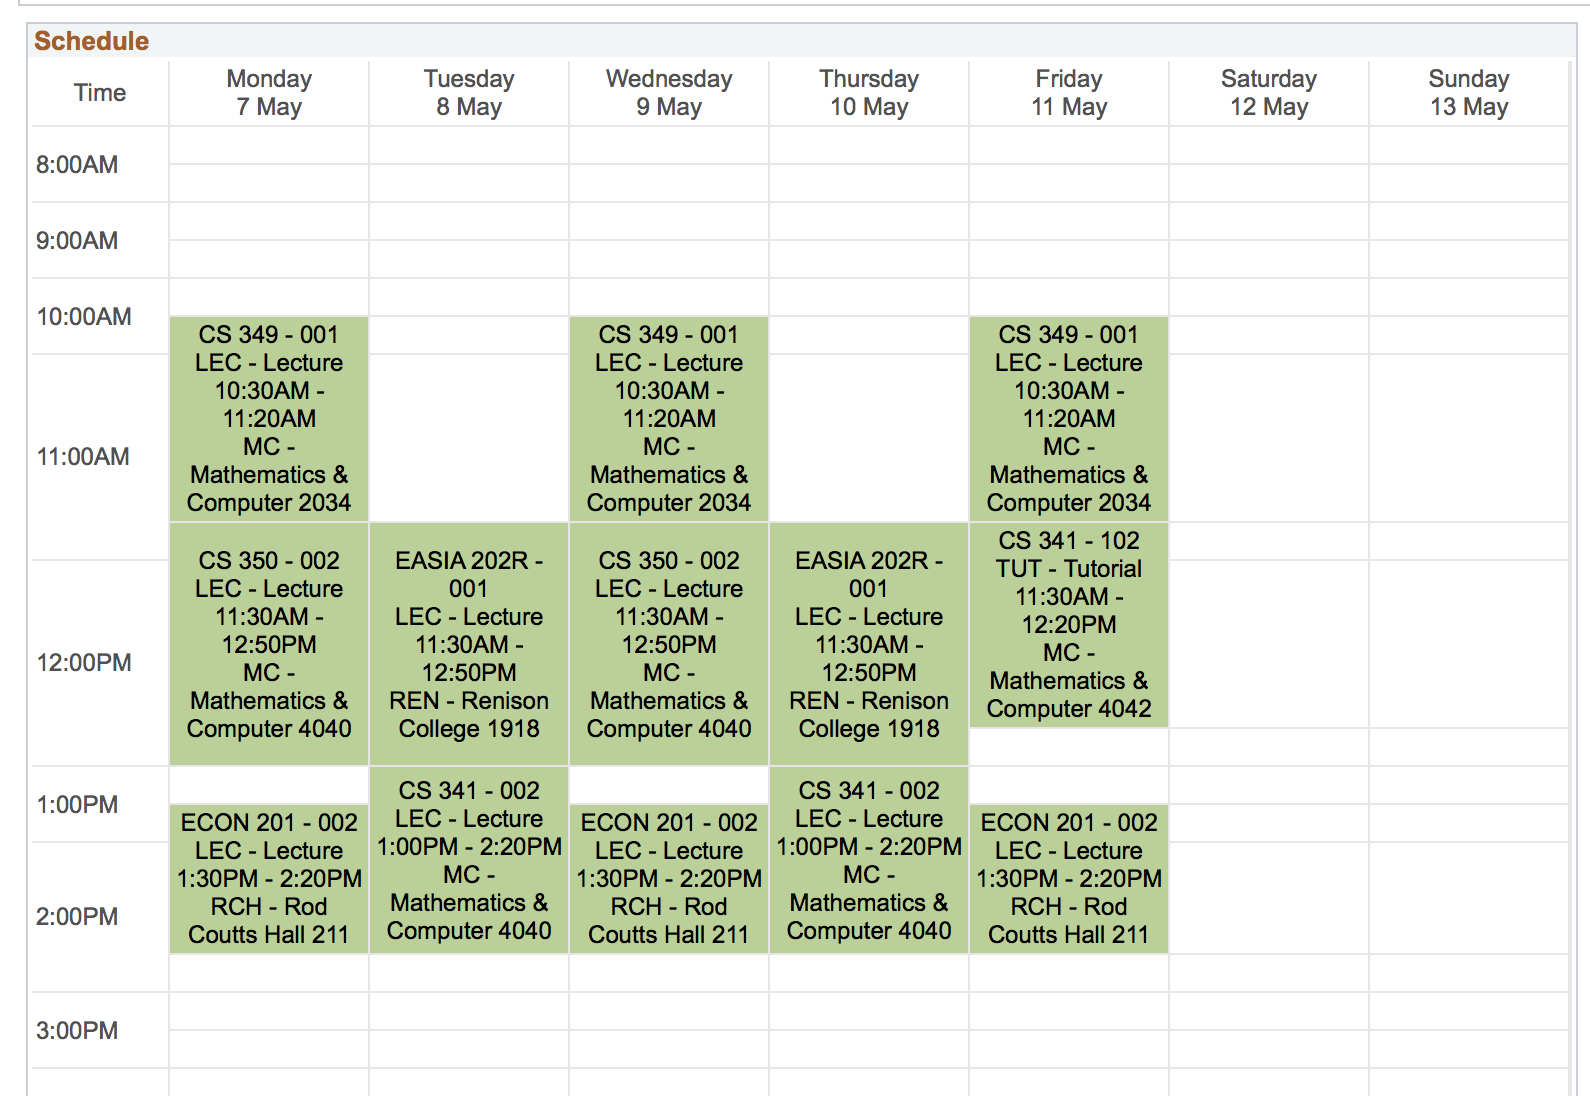 Schedule
Time
Monday
7 May
Tuesday
8 May
Wednesday
9 May
Thursday
10 May
Friday
11 May
Saturday
12 May
Sunday
13 May
8:00AM
9:00AM
10:00AM
CS 349 - 001
LEC - Lecture
10:30AM -
11:20AM
MC -
Mathematics &
Computer 2034
CS 349 - 001
LEC - Lecture
10:30AM -
11:20AM
MC -
Mathematics &
Computer 2034
CS 349 - 001
LEC - Lecture
10:30AM -
11:20AM
MC -
Mathematics &
Computer 2034
11:00AM
CS 350 - 002
LEC - Lecture
11:30AM -
12:50PM
MC -
Mathematics &
Computer 4040
EASIA 202R -
001
LEC - Lecture
11:30AM -
12:50PM
REN - Renison
College 1918
CS 350 - 002
LEC - Lecture
11:30AM -
12:50PM
MC -
Mathematics &
Computer 4040
EASIA 202R -
001
LEC - Lecture
11:30AM -
12:50PM
REN - Renison
College 1918
CS 341 - 102
TUT - Tutorial
11:30AM -
12:20PM
MC -
Mathematics &
Computer 4042
12:00PM
1:00PM
ECON 201 - 002
LEC - Lecture
1:30PM - 2:20PM
RCH - Rod
Coutts Hall 211
CS 341 - 002
LEC - Lecture
1:00PM - 2:20PM
MC -
Mathematics &
Computer 4040
ECON 201 - 002
LEC - Lecture
1:30PM - 2:20PM
RCH - Rod
Coutts Hall 211
CS 341 - 002
LEC - Lecture
1:00PM - 2:20PM
MC -
Mathematics &
Computer 4040
ECON 201 - 002
LEC - Lecture
1:30PM - 2:20PM
RCH - Rod
Coutts Hall 211
2:00PM
3:00PM